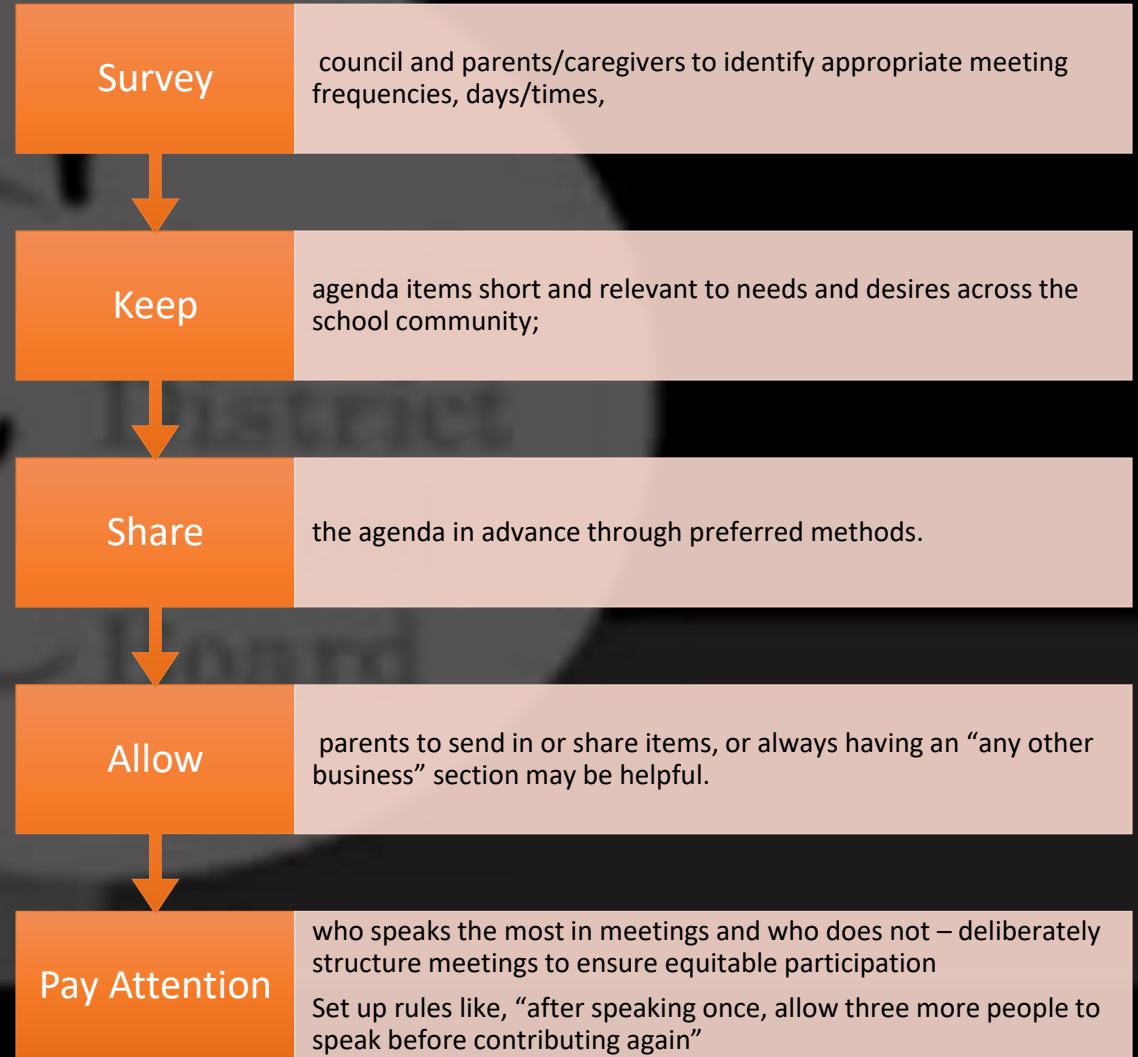 Survey
council and parents/caregivers to identify appropriate meeting
frequencies, days/times,
Keep
agenda items short and relevant to needs and desires across the
school community;
District
Share
the agenda in advance through preferred methods.
Board
Allow
parents to send in or share items, or always having an “any other
business” section may be helpful.
Pay Attention
who speaks the most in meetings and who does not – deliberately
structure meetings to ensure equitable participation
Set up rules like, “after speaking once, allow three more people to
speak before contributing again”